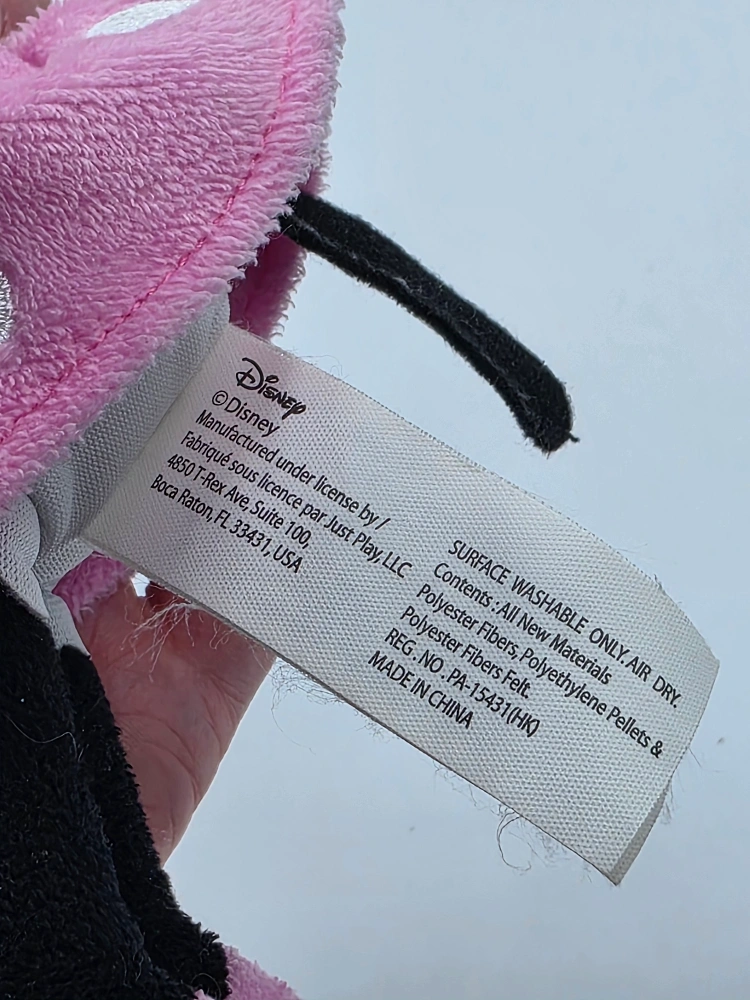 Disney
©Disney
Manufactured under license by /
Fabriqué sous licence par Just Play, LLC
4850 T-Rex Ave, Suite 100,
Boca Raton, FL 33431, USA
SURFACE WASHABLE ONLY. AIR DRY.
Contents : All New Materials
Polyester Fibers, Polyethylene Pellets &
Polyester Fibers Felt.
REG. NO. PA-15431(HK)
MADE IN CHINA